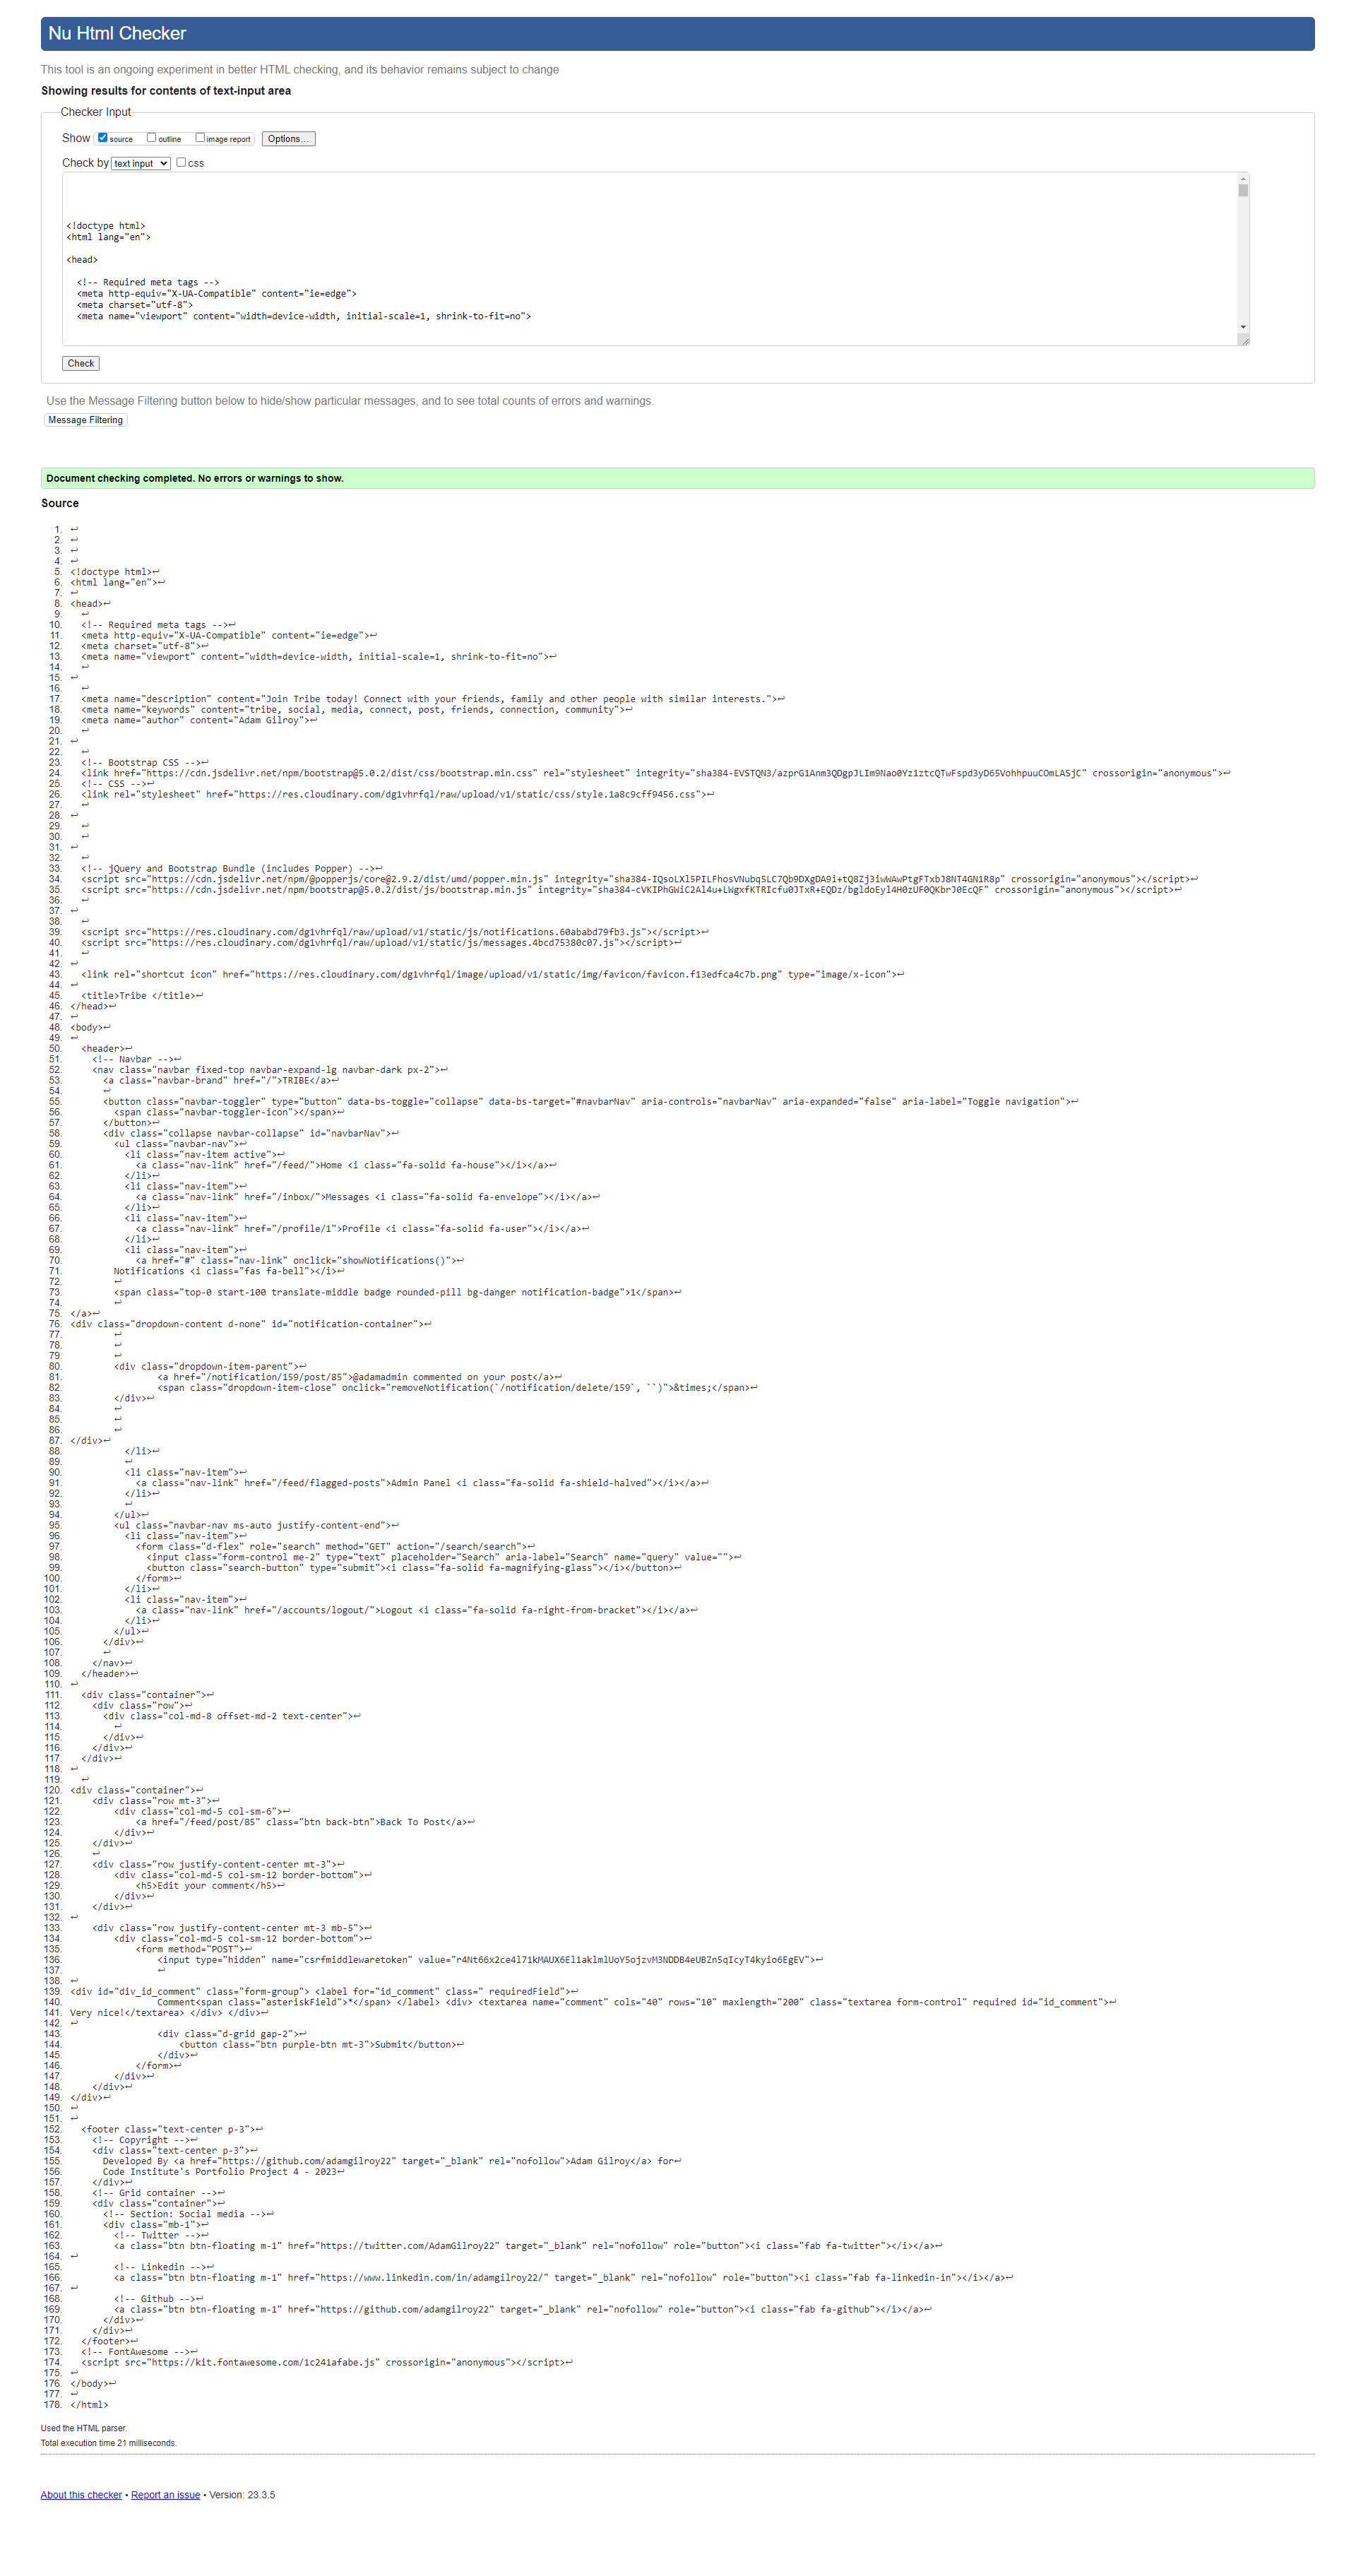 Nu Html Checker
This tool is an ongoing experiment in better HTML checking, and its behavior remains subject to change
Showing results for contents of text-input area
Checker Input
Show source outline image report Options...
Check by text input css
<!doctype html>
<html lang="en">
<head>
<!-- Required meta tags -->
<meta http-equiv="X-UA-Compatible" content="ie=edge">
<meta charset="utf-8">
<meta name="viewport" content="width=device-width, initial-scale=1, shrink-to-fit=no">
Check
Use the Message Filtering button below to hide/show particular messages, and to see total counts of errors and warnings.
Message Filtering
Document checking completed. No errors or warnings to show.
Source
1. ↩
2. ↩
3. ↩
4. ↩
5. <!doctype html>↩
6. <html lang="en">↩
7. ↩
8. <head>↩
9. ↩
10. <!-- Required meta tags -->↩
11. <meta http-equiv="X-UA-Compatible" content="ie=edge">↩
12. <meta charset="utf-8">↩
13. <meta name="viewport" content="width=device-width, initial-scale=1, shrink-to-fit=no">↩
14. ↩
15. ↩
16. ↩
17. <meta name="description" content="Join Tribe today! Connect with your friends, family and other people with similar interests.">↩
18. <meta name="keywords" content="tribe, social, media, connect, post, friends, connection, community">↩
19. <meta name="author" content="Adam Gilroy">↩
20. ↩
21. ↩
22. ↩
23. <!-- Bootstrap CSS -->↩
24. <link href="https://cdn.jsdelivr.net/npm/bootstrap@5.0.2/dist/css/bootstrap.min.css" rel="stylesheet" integrity="sha384-EVSTQN3/azprG1Anm3QDgpJLIm9Nao0Yz1ztcQTwFspd3yD65VohhpuuCOmLASjC" crossorigin="anonymous">↩
25. <!-- CSS -->↩
26. <link rel="stylesheet" href="https://res.cloudinary.com/dg1vhrfql/raw/upload/v1/static/css/style.1a8c9cff9456.css">↩
27. ↩
28. ↩
29. ↩
30. ↩
31. ↩
32. ↩
33. <!-- jQuery and Bootstrap Bundle (includes Popper) -->↩
34. <script src="https://cdn.jsdelivr.net/npm/@popperjs/core@2.9.2/dist/umd/popper.min.js" integrity="sha384-IQsoLXl5PILFhosVNubq5LC7Qb9DXgDA9i+tQ8Zj3iwWAwPtgFTxbJ8NT4GN1R8p" crossorigin="anonymous"></script>↩
35. <script src="https://cdn.jsdelivr.net/npm/bootstrap@5.0.2/dist/js/bootstrap.min.js" integrity="sha384-cVKIPhGWiC2Al4u+LWgxfKTRIcfu0JTxR+EQDz/bgldoEyl4H0zUF0QKbrJ0EcQF" crossorigin="anonymous"></script>↩
36. ↩
37. ↩
38. ↩
39. <script src="https://res.cloudinary.com/dg1vhrfql/raw/upload/v1/static/js/notifications.60ababd79fb3.js"></script>↩
40. <script src="https://res.cloudinary.com/dg1vhrfql/raw/upload/v1/static/js/messages.4bcd75380c07.js"></script>↩
41. ↩
42. ↩
43. <link rel="shortcut icon" href="https://res.cloudinary.com/dg1vhrfql/image/upload/v1/static/img/favicon/favicon.f13edfca4c7b.png" type="image/x-icon">↩
44. ↩
45. <title>Tribe </title>↩
46. </head>↩
47. ↩
48. <body>↩
49. ↩
50. <header>↩
51. <!-- Navbar -->↩
52. <nav class="navbar fixed-top navbar-expand-lg navbar-dark px-2">↩
53. <a class="navbar-brand" href="/">TRIBE</a>↩
54. ↩
55. <button class="navbar-toggler" type="button" data-bs-toggle="collapse" data-bs-target="#navbarNav" aria-controls="navbarNav" aria-expanded="false" aria-label="Toggle navigation">↩
56. <span class="navbar-toggler-icon"></span>↩
57. </button>↩
58. <div class="collapse navbar-collapse" id="navbarNav">↩
59. <ul class="navbar-nav">↩
60. <li class="nav-item active">↩
61. <a class="nav-link" href="/feed/">Home <i class="fa-solid fa-house"></i></a>↩
62. </li>↩
63. <li class="nav-item">↩
64. <a class="nav-link" href="/inbox/">Messages <i class="fa-solid fa-envelope"></i></a>↩
65. </li>↩
66. <li class="nav-item">↩
67. <a class="nav-link" href="/profile/1">Profile <i class="fa-solid fa-user"></i></a>↩
68. </li>↩
69. <li class="nav-item">↩
70. <a href="#" class="nav-link" onclick="showNotifications()">↩
71. Notifications <i class="fas fa-bell"></i>↩
72. ↩
73. <span class="top-0 start-100 translate-middle badge rounded-pill bg-danger notification-badge">1</span>↩
74. ↩
75. </a>↩
76. <div class="dropdown-content d-none" id="notification-container">↩
77. ↩
78. ↩
79. ↩
80. <div class="dropdown-item-parent">↩
81. <a href="/notification/159/post/85">@adamadmin commented on your post</a>↩
82. <span class="dropdown-item-close" onclick="removeNotification(`/notification/delete/159`, ``)">&times;</span>↩
83. </div>↩
84. ↩
85. ↩
86. ↩
87. </div>↩
88. </li>↩
89. ↩
90. <li class="nav-item">↩
91. <a class="nav-link" href="/feed/flagged-posts">Admin Panel <i class="fa-solid fa-shield-halved"></i></a>↩
92. </li>↩
93. ↩
94. </ul>↩
95. <ul class="navbar-nav ms-auto justify-content-end">↩
96. <li class="nav-item">↩
97. <form class="d-flex" role="search" method="GET" action="/search/search">↩
98. <input class="form-control me-2" type="text" placeholder="Search" aria-label="Search" name="query" value="">↩
99. <button class="search-button" type="submit"><i class="fa-solid fa-magnifying-glass"></i></button>↩
100. </form>↩
101. </li>↩
102. <li class="nav-item">↩
103. <a class="nav-link" href="/accounts/logout/">Logout <i class="fa-solid fa-right-from-bracket"></i></a>↩
104. </li>↩
105. </ul>↩
106. </div>↩
107. ↩
108. </nav>↩
109. </header>↩
110. ↩
111. <div class="container">↩
112. <div class="row">↩
113. <div class="col-md-8 offset-md-2 text-center">↩
114. ↩
115. </div>↩
116. </div>↩
117. </div>↩
118. ↩
119. ↩
120. <div class="container">↩
121. <div class="row mt-3">↩
122. <div class="col-md-5 col-sm-6">↩
123. <a href="/feed/post/85" class="btn back-btn">Back To Post</a>↩
124. </div>↩
125. </div>↩
126. ↩
127. <div class="row justify-content-center mt-3">↩
128. <div class="col-md-5 col-sm-12 border-bottom">↩
129. <h5>Edit your comment</h5>↩
130. </div>↩
131. </div>↩
132. ↩
133. <div class="row justify-content-center mt-3 mb-5">↩
134. <div class="col-md-5 col-sm-12 border-bottom">↩
135. <form method="POST">↩
136. <input type="hidden" name="csrfmiddlewaretoken" value="r4Nt66x2ce4l71kMAUX6El1aklmlUoY5ojzvM3NDDB4eUBZn5qIcyT4kyio6EgEV">↩
137. ↩
138. ↩
139. <div id="div_id_comment" class="form-group"> <label for="id_comment" class=" requiredField">↩
140. Comment<span class="asteriskField">*</span> </label> <div> <textarea name="comment" cols="40" rows="10" maxlength="200" class="textarea form-control" required id="id_comment">↩
141. Very nice!</textarea> </div> </div>↩
142. ↩
143. <div class="d-grid gap-2">↩
144. <button class="btn purple-btn mt-3">Submit</button>↩
145. </div>↩
146. </form>↩
147. </div>↩
148. </div>↩
149. </div>↩
150. ↩
151. ↩
152. <footer class="text-center p-3">↩
153. <!-- Copyright -->↩
154. <div class="text-center p-3">↩
155. Developed By <a href="https://github.com/adamgilroy22" target="_blank" rel="nofollow">Adam Gilroy</a> for↩
156. Code Institute's Portfolio Project 4 - 2023↩
157. </div>↩
158. <!-- Grid container -->↩
159. <div class="container">↩
160. <!-- Section: Social media -->↩
161. <div class="mb-1">↩
162. <!-- Twitter -->↩
163. <a class="btn btn-floating m-1" href="https://twitter.com/AdamGilroy22" target="_blank" rel="nofollow" role="button"><i class="fab fa-twitter"></i></a>↩
164. ↩
165. <!-- Linkedin -->↩
166. <a class="btn btn-floating m-1" href="https://www.linkedin.com/in/adamgilroy22/" target="_blank" rel="nofollow" role="button"><i class="fab fa-linkedin-in"></i></a>↩
167. ↩
168. <!-- Github -->↩
169. <a class="btn btn-floating m-1" href="https://github.com/adamgilroy22" target="_blank" rel="nofollow" role="button"><i class="fab fa-github"></i></a>↩
170. </div>↩
171. </div>↩
172. </footer>↩
173. <!-- FontAwesome -->↩
174. <script src="https://kit.fontawesome.com/1c241afabe.js" crossorigin="anonymous"></script>↩
175. ↩
176. </body>↩
177. ↩
178. </html>
Used the HTML parser.
Total execution time 21 milliseconds.
About this checker • Report an issue • Version: 23.3.5